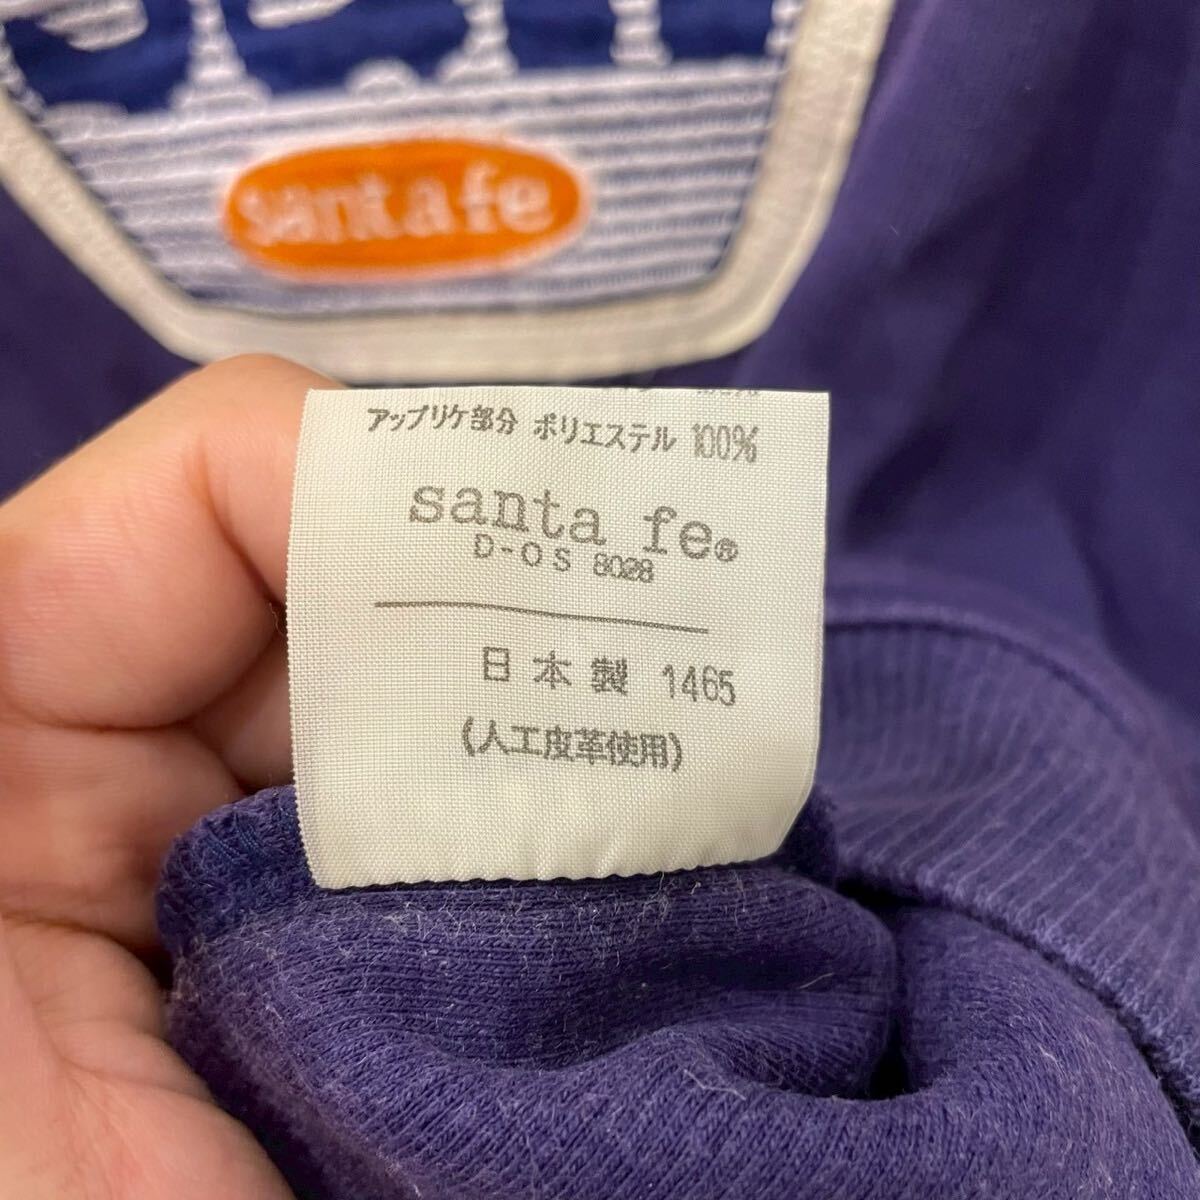 santa fe
アップリケ部分 ポリエステル 100%
santa fe®
D-OS 8028
日本製 1465
(人工皮革使用)